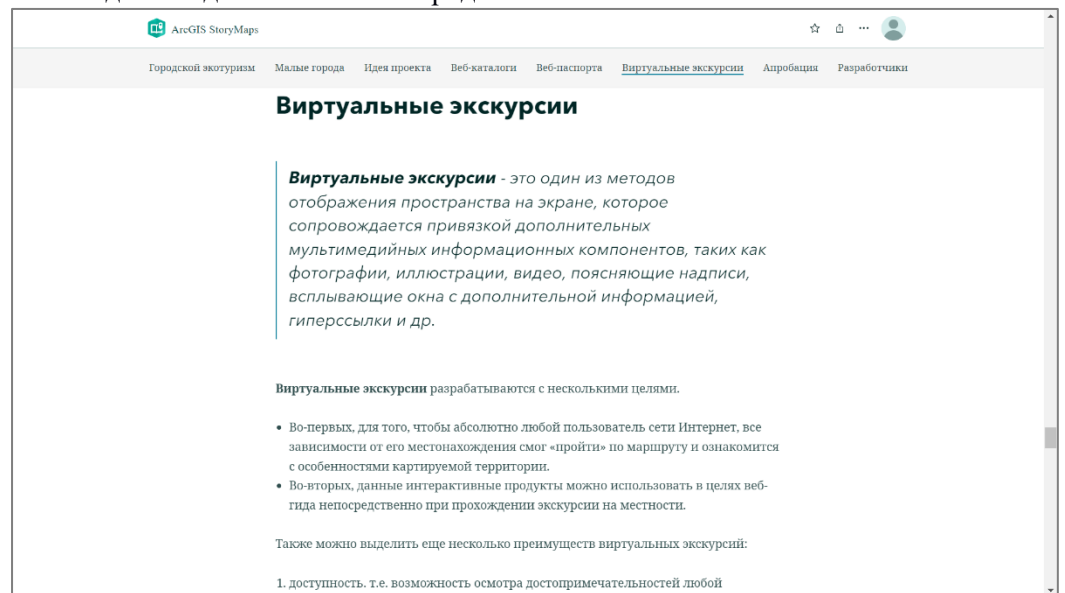 ArcGIS StoryMaps
Городской экотуризм Малые города Идея проекта Веб-каталоги Веб-паспорта Виртуальные экскурсии Апробация Разработчики
Виртуальные экскурсии
Виртуальные экскурсии - это один из методов
отображения пространства на экране, которое
сопровождается привязкой дополнительных
мультимедийных информационных компонентов, таких как
фотографии, иллюстрации, видео, поясняющие надписи,
всплывающие окна с дополнительной информацией,
гиперссылки и др.
Виртуальные экскурсии разрабатываются с несколькими целями.
• Во-первых, для того, чтобы абсолютно любой пользователь сети Интернет, все
зависимости от его местонахождения смог «пройти» по маршруту и ознакомится
с особенностями картируемой территории.
• Во-вторых, данные интерактивные продукты можно использовать в целях веб-
гида непосредственно при прохождении экскурсии на местности.
Также можно выделить еще несколько преимуществ виртуальных экскурсий:
1. доступность. т.е. возможность осмотра достопримечательностей любой